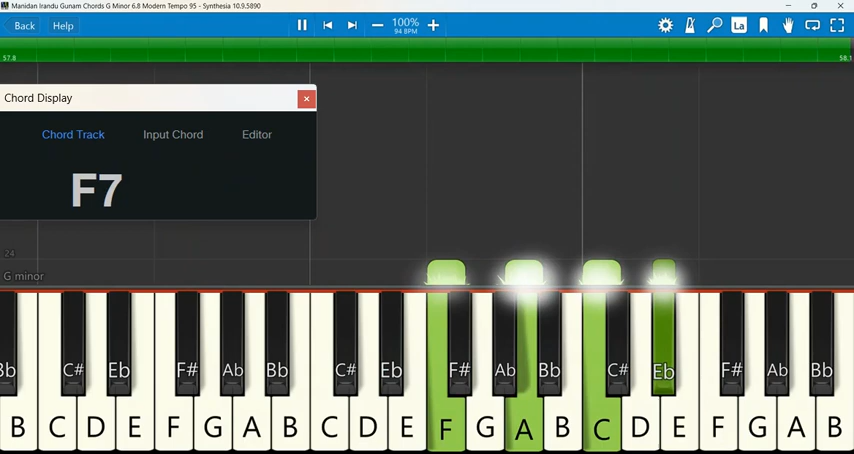 Manidan Irandu Gunam Chords G Minor 6.8 Modern Tempo 95 - Synthesia 10.9.5890
Back Help 100% La
94 BPM
57.8 58.1
Chord Display
Chord Track Input Chord Editor
F7
24
G minor
Bb C# Eb F# Ab Bb C# Eb F# Ab Bb C# Eb F# Ab Bb
B C D E F G A B C D E F G A B C D E F G A B